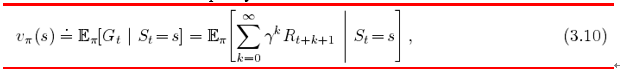 v_π(s) ≐ 𝔼_π[G_t | S_t = s] = 𝔼_π[∑_{k=0}^{∞} γ^k R_{t+k+1} | S_t = s], (3.10)